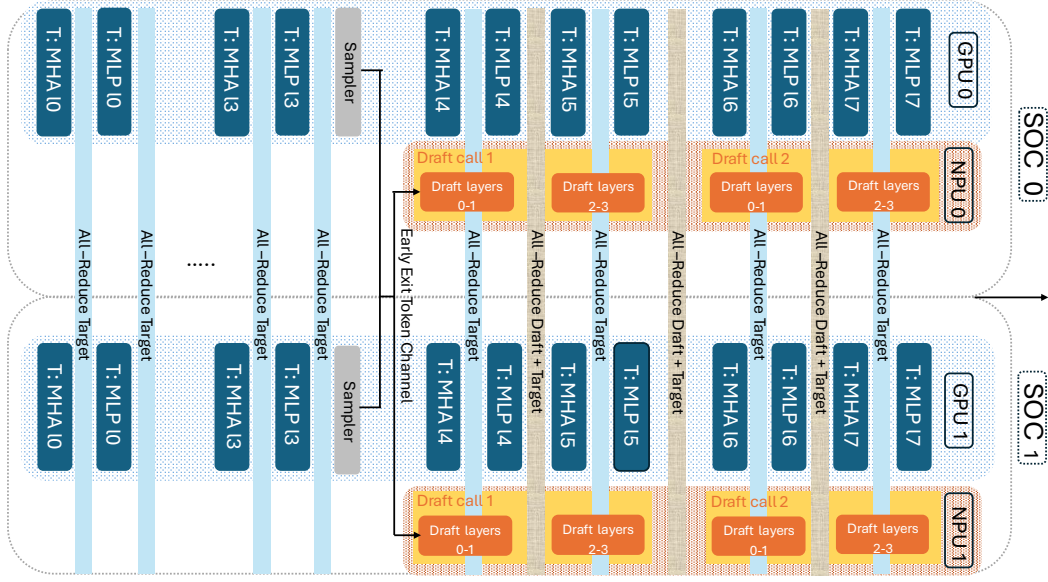 T: MHA l0
T: MLP l0
T: MHA l3
T: MLP l3
Sampler
T: MHA l4
T: MLP l4
T: MHA l5
T: MLP l5
T: MHA l6
T: MLP l6
T: MHA l7
T: MLP l7
GPU 0
SOC 0
Draft call 1
Draft layers
0-1
Draft layers
2-3
Draft call 2
Draft layers
0-1
Draft layers
2-3
NPU 0
All –Reduce Target
All –Reduce Target
.....
All –Reduce Target
All –Reduce Target
Early Exit Token Channel
All –Reduce Target
All –Reduce Draft + Target
All –Reduce Target
All –Reduce Draft + Target
All –Reduce Target
All –Reduce Draft + Target
All –Reduce Target
T: MHA l0
T: MLP l0
T: MHA l3
T: MLP l3
Sampler
T: MHA l4
T: MLP l4
T: MHA l5
T: MLP l5
T: MHA l6
T: MLP l6
T: MHA l7
T: MLP l7
GPU 1
SOC 1
Draft call 1
Draft layers
0-1
Draft layers
2-3
Draft call 2
Draft layers
0-1
Draft layers
2-3
NPU 1